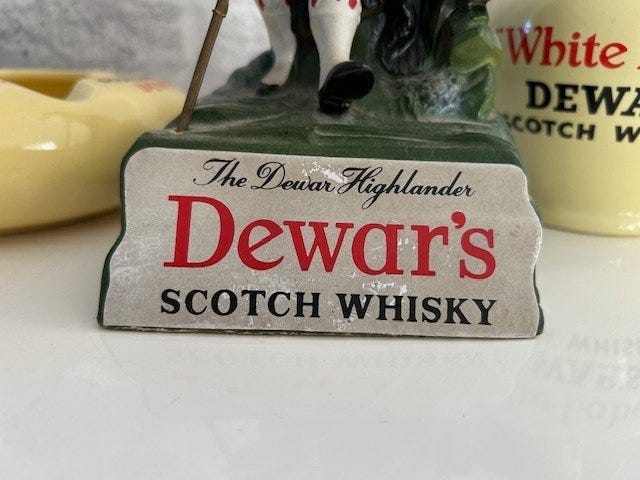 The Dewar Highlander
Dewar's
SCOTCH WHISKY
"White
DEWA
SCOTCH W